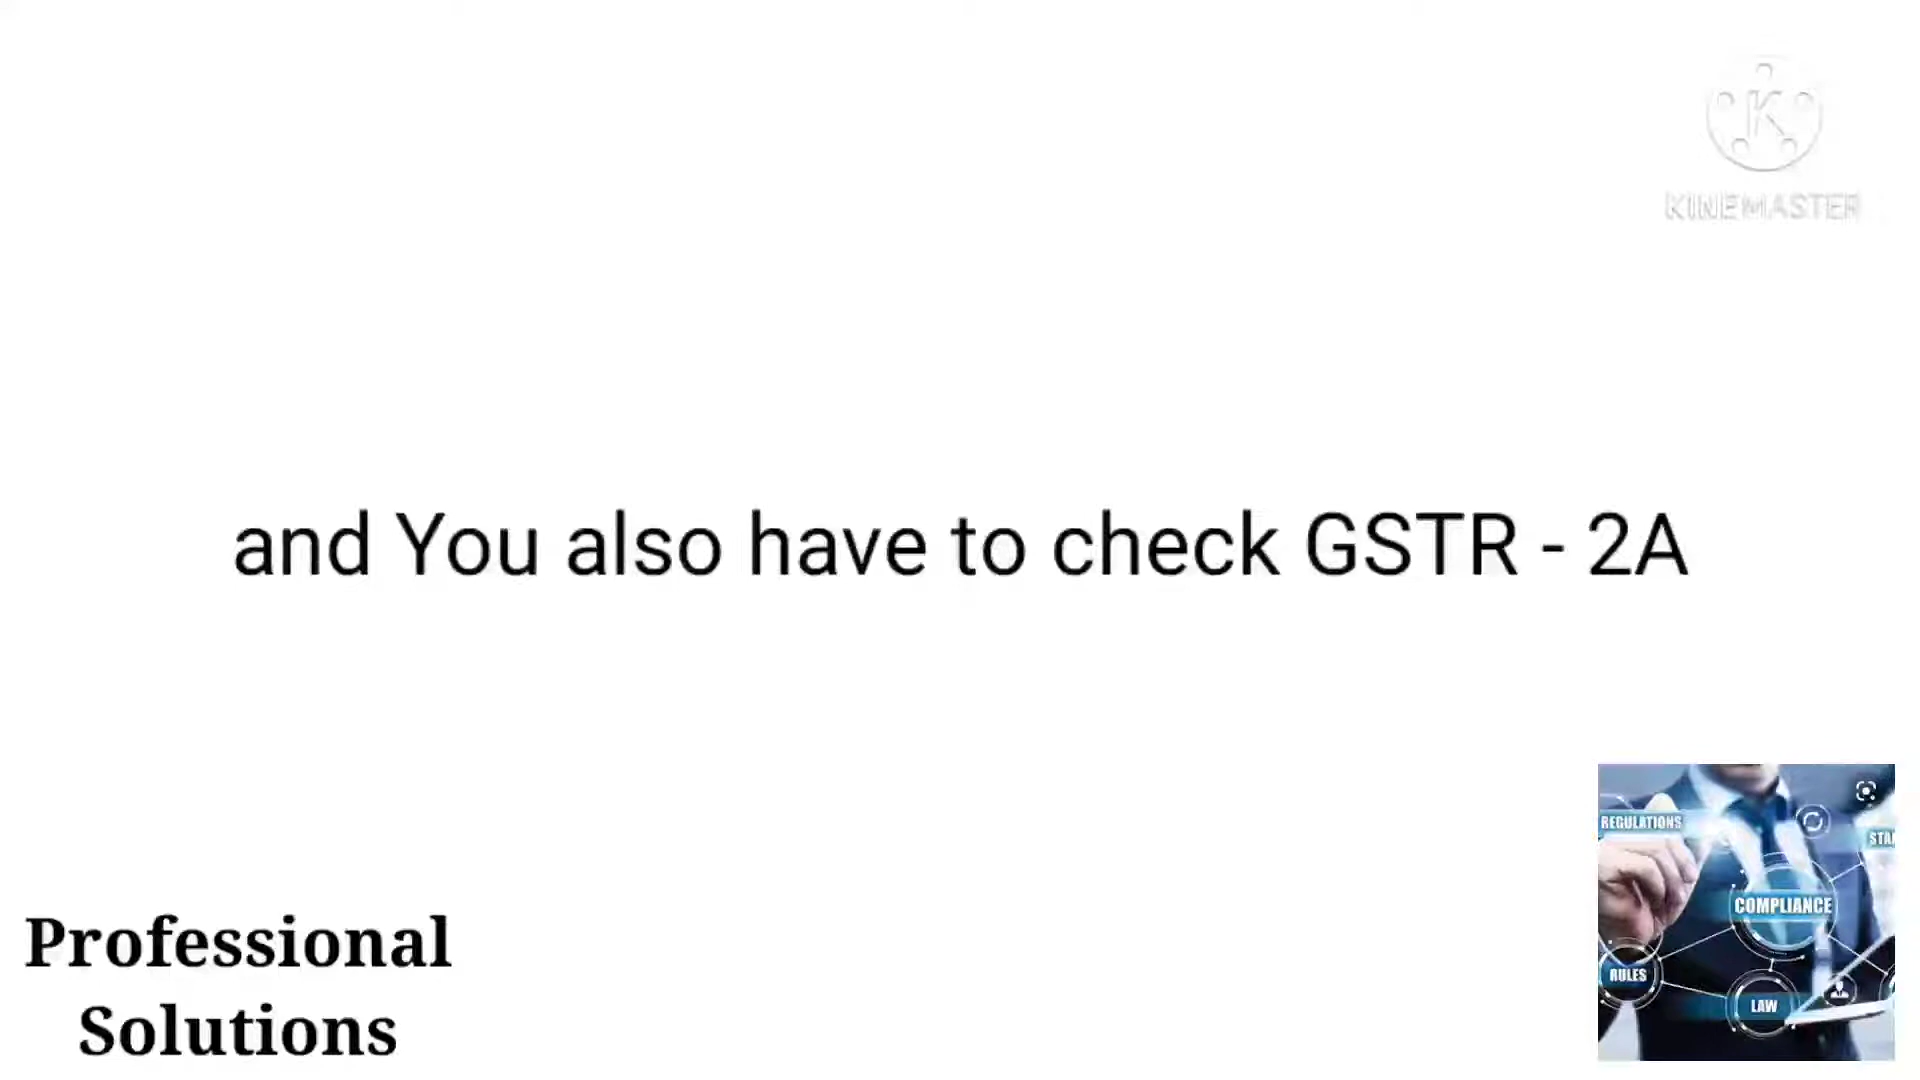 KINEMASTER
and You also have to check GSTR - 2A
REGULATIONS
COMPLIANCE
RULES
LAW
Professional
Solutions